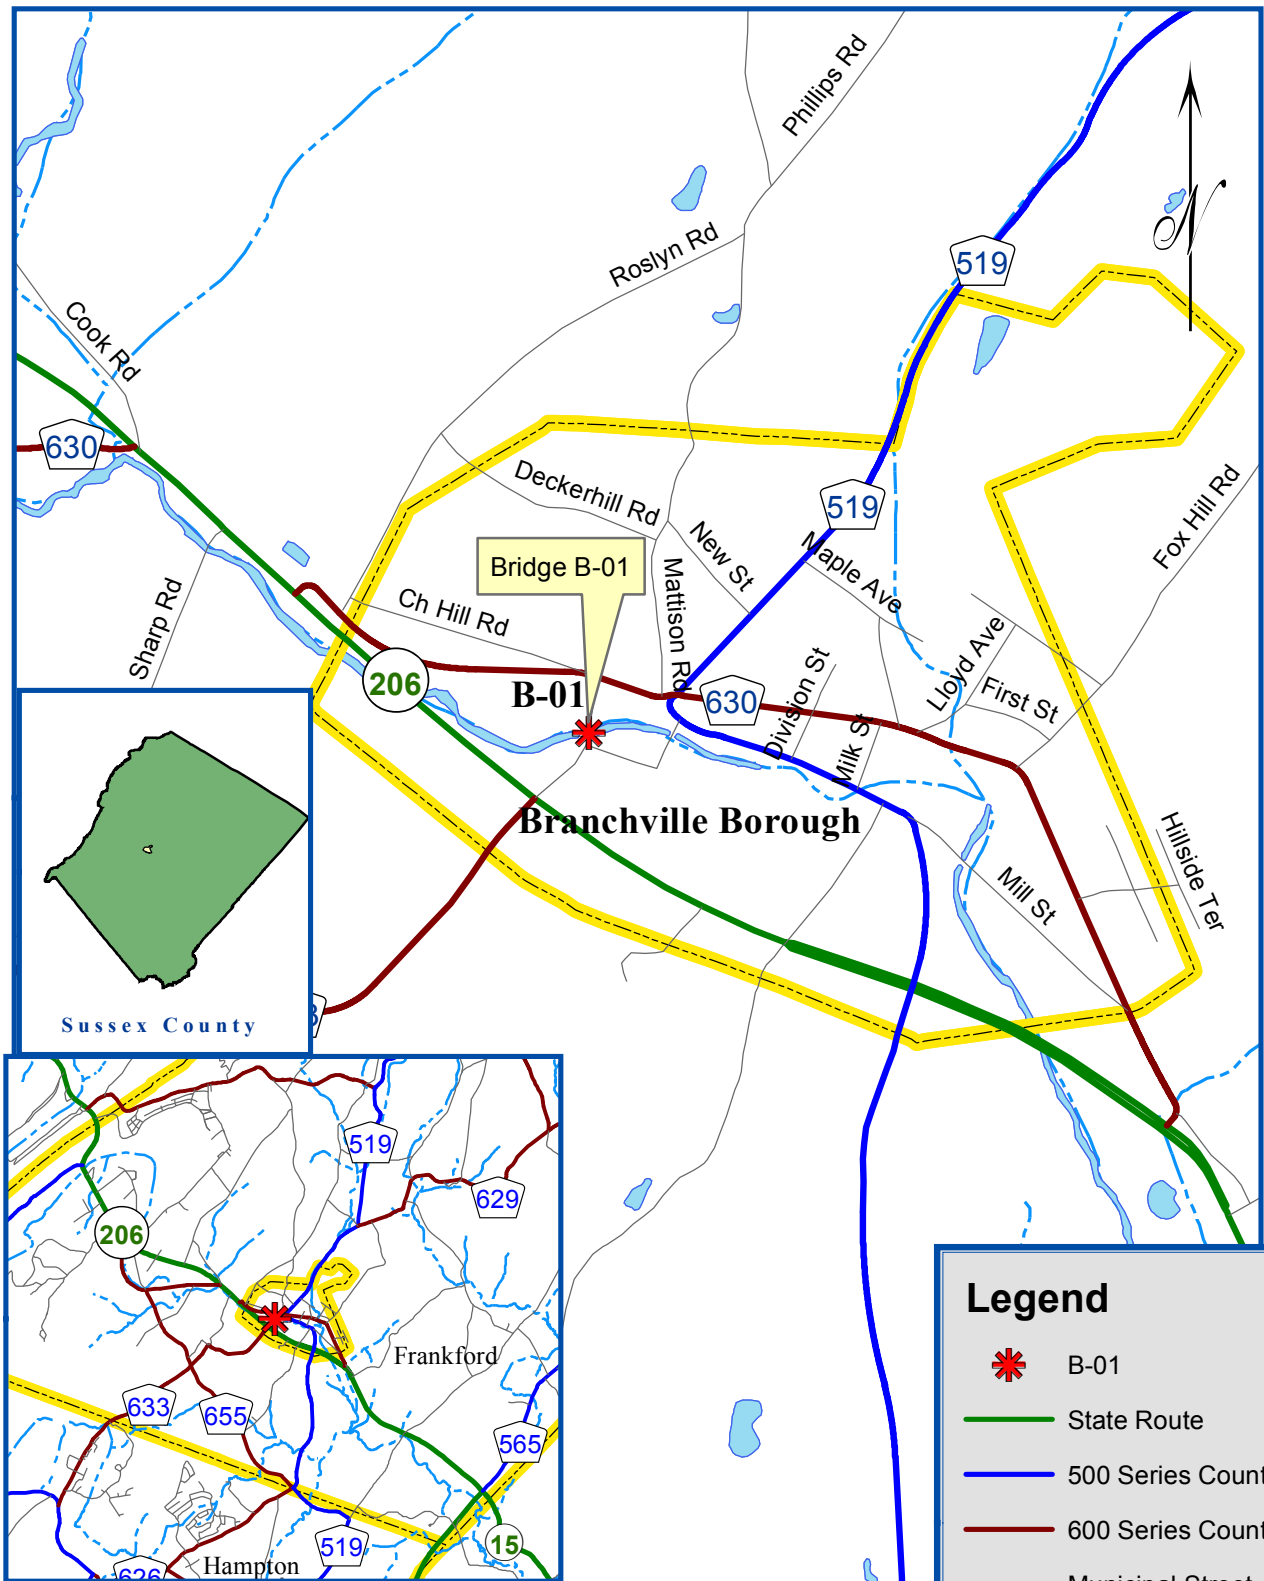 Phillips Rd
Roslyn Rd
519
Cook Rd
630
Deckerhill Rd
519
New St
Maple Ave
Fox Hill Rd
Bridge B-01
Mattison Rd
Ch Hill Rd
Sharp Rd
206
B-01
630
Division St
Milk St
Lloyd Ave
First St
Branchville Borough
Hillside Ter
Mill St
Sussex County
519
629
206
Frankford
633
655
565
15
519
Hampton
626
N
Legend
B-01
State Route
500 Series Count
600 Series Count
Municipal Street